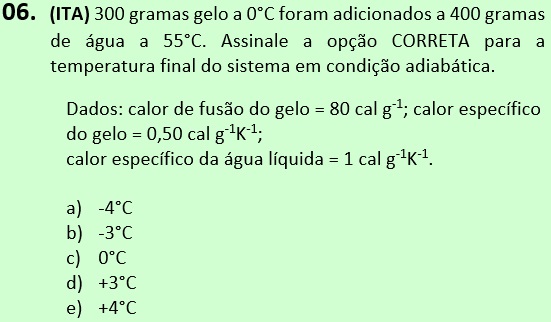 06. (ITA) 300 gramas gelo a 0°C foram adicionados a 400 gramas
de água a 55°C. Assinale a opção CORRETA para a
temperatura final do sistema em condição adiabática.
Dados: calor de fusão do gelo = 80 cal g⁻¹; calor específico
do gelo = 0,50 cal g⁻¹K⁻¹;
calor específico da água líquida = 1 cal g⁻¹K⁻¹.
a) -4°C
b) -3°C
c) 0°C
d) +3°C
e) +4°C